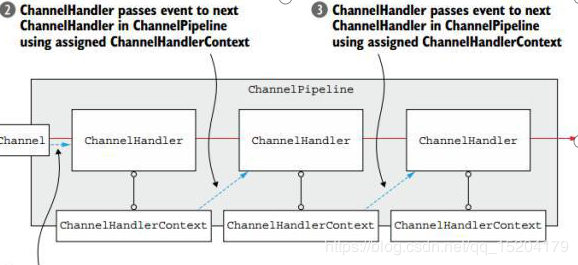 2 ChannelHandler passes event to next
ChannelHandler in ChannelPipeline
using assigned ChannelHandlerContext
3 ChannelHandler passes event to next
ChannelHandler in ChannelPipeline
using assigned ChannelHandlerContext
ChannelPipeline
Channel
ChannelHandler
ChannelHandler
ChannelHandler
ChannelHandlerContext
ChannelHandlerContext
ChannelHandlerContext
https://blog.csdn.net/qq_15204179